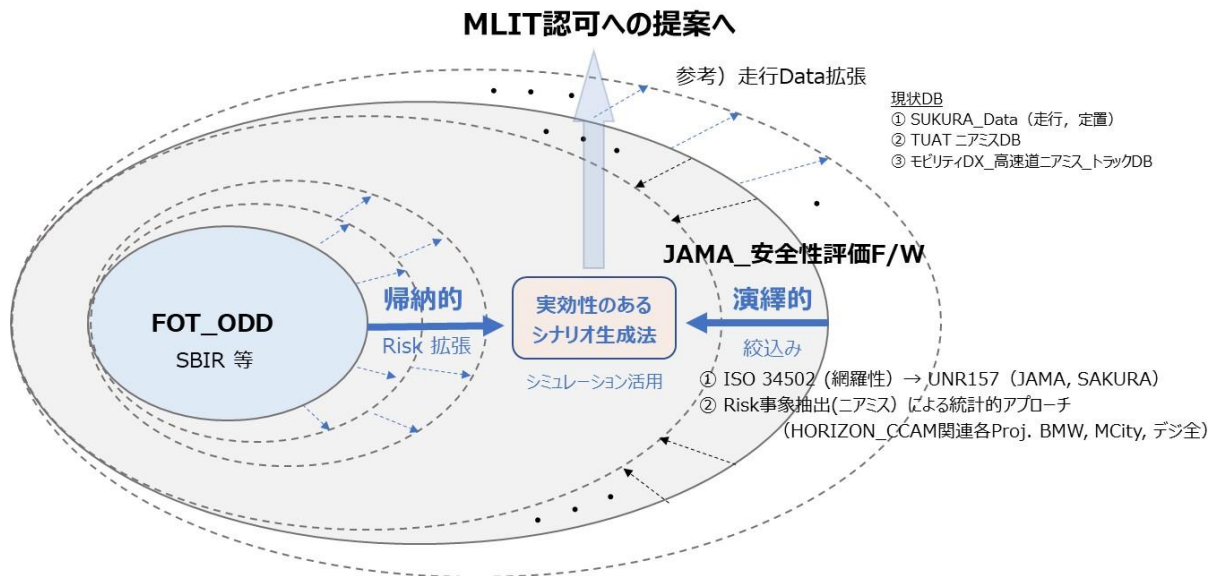 MLIT認可への提案へ
参考）走行Data拡張
現状DB
① SUKURA_Data（走行，定置）
② TUAT ニアミスDB
③ モビリティDX_高速道ニアミス_トラックDB
JAMA_安全性評価F/W
帰納的
Risk 拡張
FOT_ODD
SBIR 等
実効性のある
シナリオ生成法
シミュレーション活用
演繹的
絞込み
① ISO 34502 (網羅性）→ UNR157（JAMA, SAKURA）
② Risk事象抽出(ニアミス）による統計的アプローチ
（HORIZON_CCAM関連各Proj. BMW, MCity, デジ全）